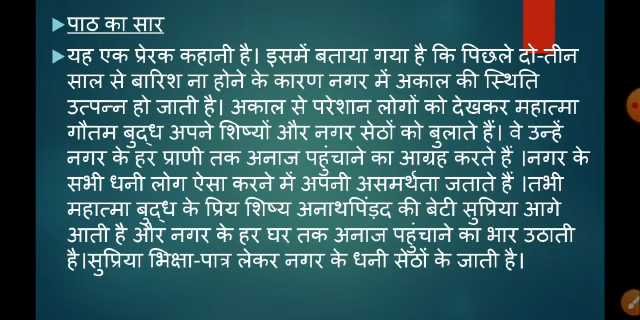 पाठ का सार
यह एक प्रेरक कहानी है। इसमें बताया गया है कि पिछले दो-तीन
साल से बारिश ना होने के कारण नगर में अकाल की स्थिति
उत्पन्न हो जाती है। अकाल से परेशान लोगों को देखकर महात्मा
गौतम बुद्ध अपने शिष्यों और नगर सेठों को बुलाते हैं। वे उन्हें
नगर के हर प्राणी तक अनाज पहुंचाने का आग्रह करते हैं ।नगर के
सभी धनी लोग ऐसा करने में अपनी असमर्थता जताते हैं ।तभी
महात्मा बुद्ध के प्रिय शिष्य अनाथपिंड़द की बेटी सुप्रिया आगे
आती है और नगर के हर घर तक अनाज पहुंचाने का भार उठाती
है।सुप्रिया भिक्षा-पात्र लेकर नगर के धनी सेठों के जाती है।